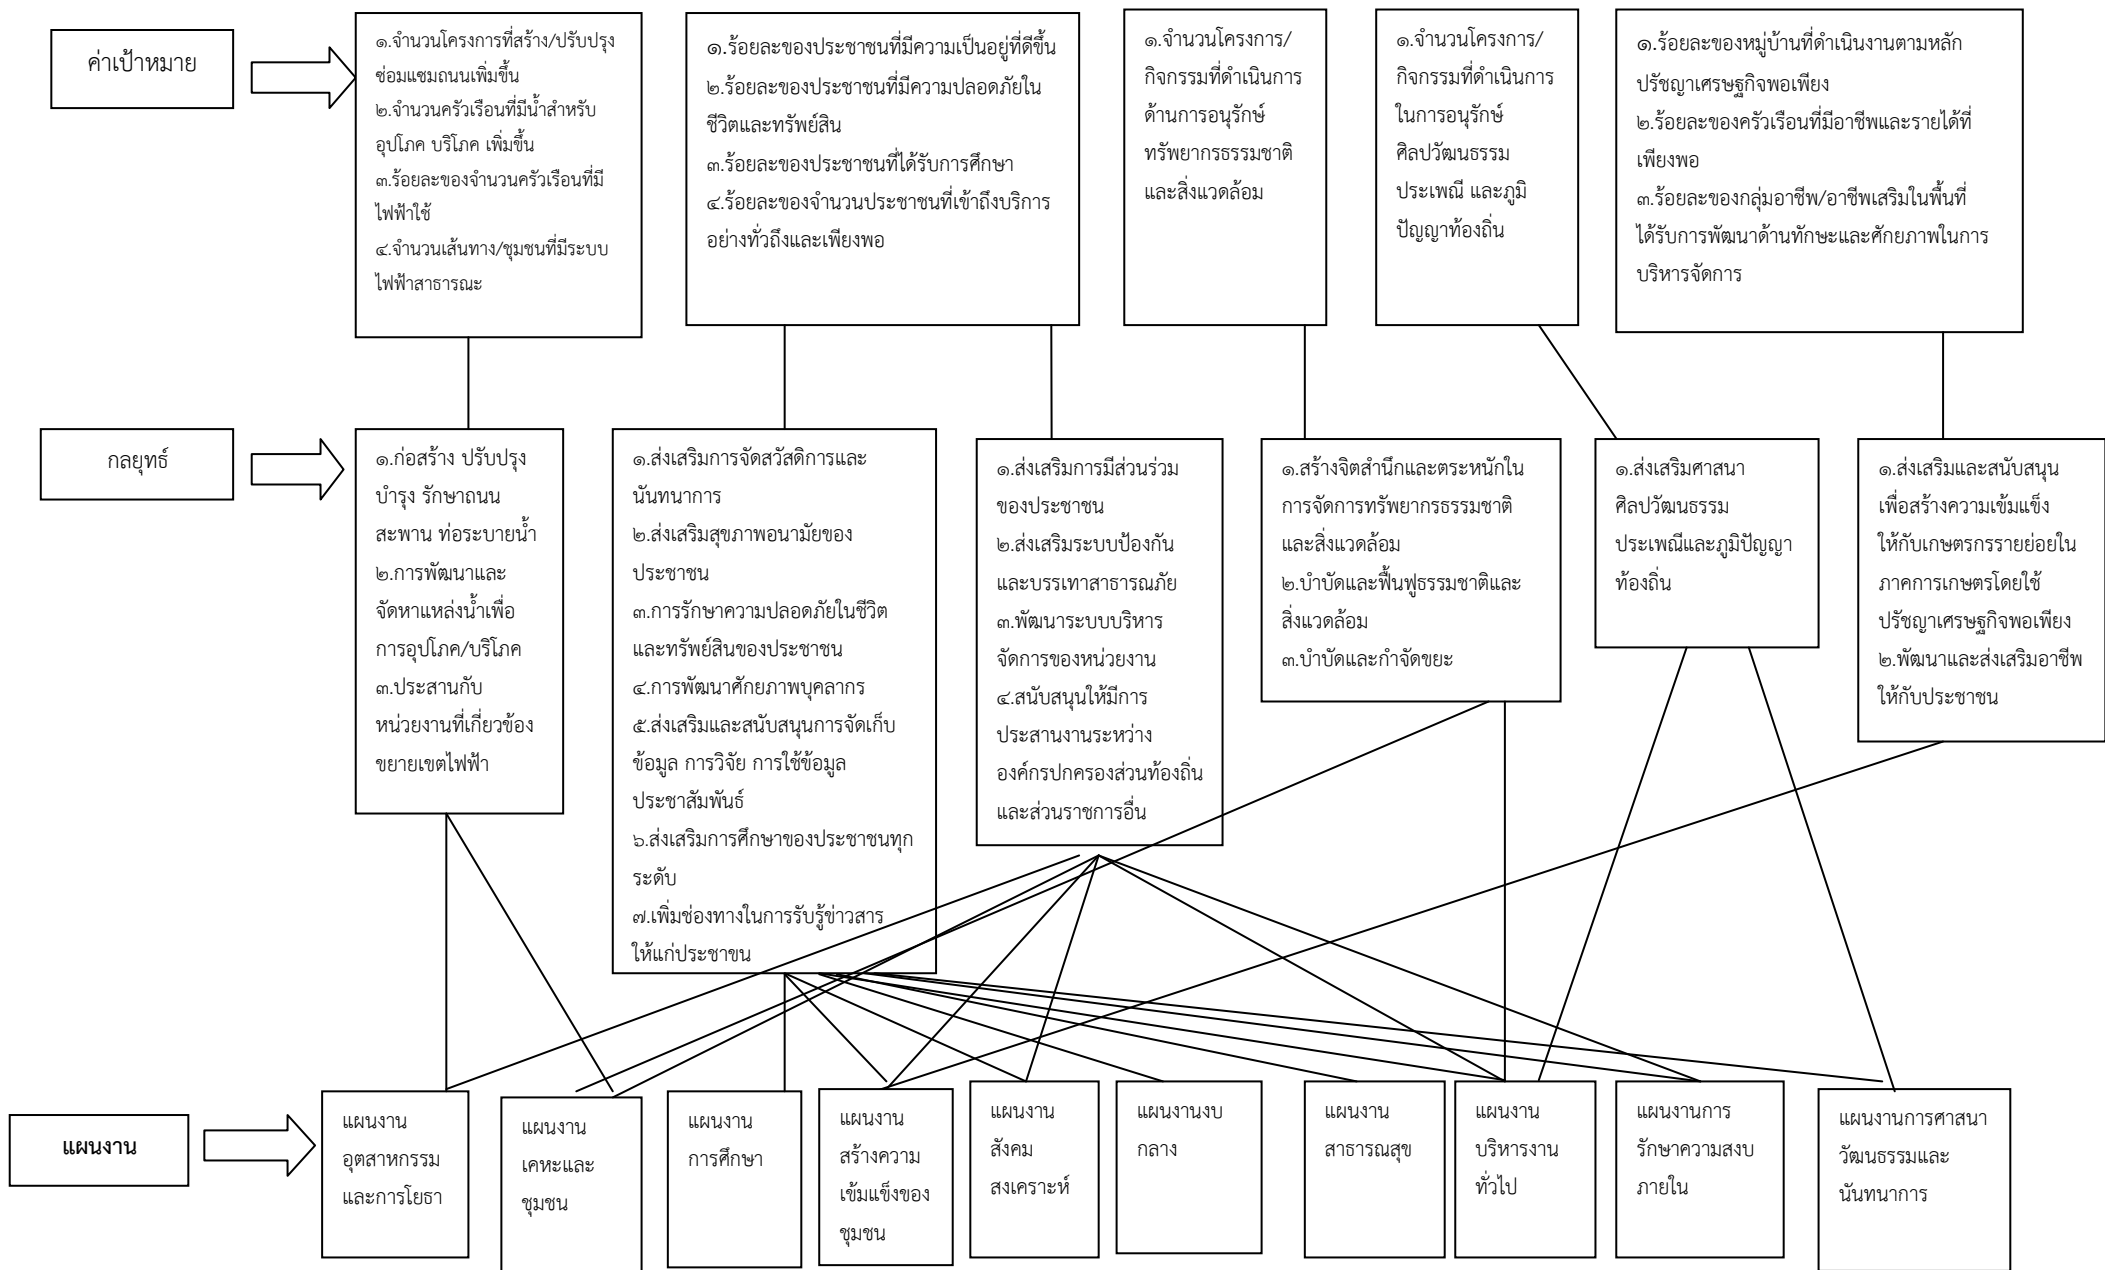 ค่าเป้าหมาย
๑.จำนวนโครงการที่สร้าง/ปรับปรุง
ซ่อมแซมถนนเพิ่มขึ้น
๒.จำนวนครัวเรือนที่มีน้ำสำหรับ
อุปโภค บริโภค เพิ่มขึ้น
๓.ร้อยละของจำนวนครัวเรือนที่มี
ไฟฟ้าใช้
๔.จำนวนเส้นทาง/ชุมชนที่มีระบบ
ไฟฟ้าสาธารณะ
๑.ร้อยละของประชาชนที่มีความเป็นอยู่ที่ดีขึ้น
๒.ร้อยละของประชาชนที่มีความปลอดภัยใน
ชีวิตและทรัพย์สิน
๓.ร้อยละของประชาชนที่ได้รับการศึกษา
๔.ร้อยละของจำนวนประชาชนที่เข้าถึงบริการ
อย่างทั่วถึงและเพียงพอ
๑.จำนวนโครงการ/
กิจกรรมที่ดำเนินการ
ด้านการอนุรักษ์
ทรัพยากรธรรมชาติ
และสิ่งแวดล้อม
๑.จำนวนโครงการ/
กิจกรรมที่ดำเนินการ
ในการอนุรักษ์
ศิลปวัฒนธรรม
ประเพณี และภูมิ
ปัญญาท้องถิ่น
๑.ร้อยละของหมู่บ้านที่ดำเนินงานตามหลัก
ปรัชญาเศรษฐกิจพอเพียง
๒.ร้อยละของครัวเรือนที่มีอาชีพและรายได้ที่
เพียงพอ
๓.ร้อยละของกลุ่มอาชีพ/อาชีพเสริมในพื้นที่
ได้รับการพัฒนาด้านทักษะและศักยภาพในการ
บริหารจัดการ
กลยุทธ์
๑.ก่อสร้าง ปรับปรุง
บำรุง รักษาถนน
สะพาน ท่อระบายน้ำ
๒.การพัฒนาและ
จัดหาแหล่งน้ำเพื่อ
การอุปโภค/บริโภค
๓.ประสานกับ
หน่วยงานที่เกี่ยวข้อง
ขยายเขตไฟฟ้า
๑.ส่งเสริมการจัดสวัสดิการและ
นันทนาการ
๒.ส่งเสริมสุขภาพอนามัยของ
ประชาชน
๓.การรักษาความปลอดภัยในชีวิต
และทรัพย์สินของประชาชน
๔.การพัฒนาศักยภาพบุคลากร
๕.ส่งเสริมและสนับสนุนการจัดเก็บ
ข้อมูล การวิจัย การใช้ข้อมูล
ประชาสัมพันธ์
๖.ส่งเสริมการศึกษาของประชาชนทุก
ระดับ
๗.เพิ่มช่องทางในการรับรู้ข่าวสาร
ให้แก่ประชาขน
๑.ส่งเสริมการมีส่วนร่วม
ของประชาชน
๒.ส่งเสริมระบบป้องกัน
และบรรเทาสาธารณภัย
๓.พัฒนาระบบบริหาร
จัดการของหน่วยงาน
๔.สนับสนุนให้มีการ
ประสานงานระหว่าง
องค์กรปกครองส่วนท้องถิ่น
และส่วนราชการอื่น
๑.สร้างจิตสำนึกและตระหนักใน
การจัดการทรัพยากรธรรมชาติ
และสิ่งแวดล้อม
๒.บำบัดและฟื้นฟูธรรมชาติและ
สิ่งแวดล้อม
๓.บำบัดและกำจัดขยะ
๑.ส่งเสริมศาสนา
ศิลปวัฒนธรรม
ประเพณีและภูมิปัญญา
ท้องถิ่น
๑.ส่งเสริมและสนับสนุน
เพื่อสร้างความเข้มแข็ง
ให้กับเกษตรกรรายย่อยใน
ภาคการเกษตรโดยใช้
ปรัชญาเศรษฐกิจพอเพียง
๒.พัฒนาและส่งเสริมอาชีพ
ให้กับประชาชน
แผนงาน
แผนงาน
อุตสาหกรรม
และการโยธา
แผนงาน
เคหะและ
ชุมชน
แผนงาน
การศึกษา
แผนงาน
สร้างความ
เข้มแข็งของ
ชุมชน
แผนงาน
สังคม
สงเคราะห์
แผนงานงบ
กลาง
แผนงาน
สาธารณสุข
แผนงาน
บริหารงาน
ทั่วไป
แผนงานการ
รักษาความสงบ
ภายใน
แผนงานการศาสนา
วัฒนธรรมและ
นันทนาการ